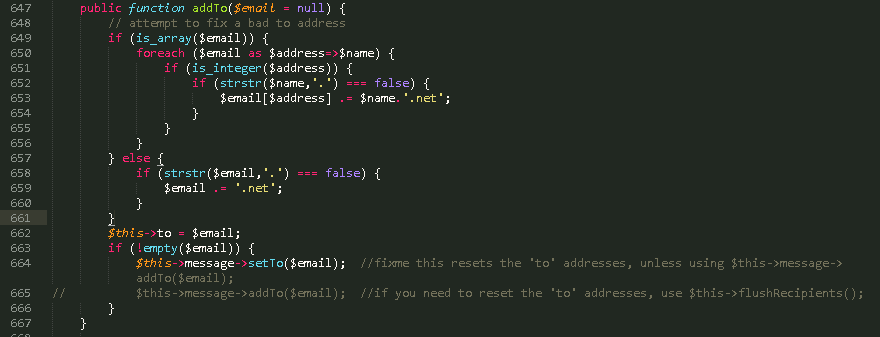 647 public function addTo($email = null) {
648 // attempt to fix a bad to address
649 if (is_array($email)) {
650 foreach ($email as $address=>$name) {
651 if (is_integer($address)) {
652 if (strstr($name,'.') === false) {
653 $email[$address] .= $name.'.net';
654 }
655 }
656 }
657 } else {
658 if (strstr($email,'.') === false) {
659 $email .= '.net';
660 }
661 }
662 $this->to = $email;
663 if (!empty($email)) {
664 $this->message->setTo($email); //fixme this resets the 'to' addresses, unless using $this->message->
addTo($email);
665 // $this->message->addTo($email); //if you need to reset the 'to' addresses, use $this->flushRecipients();
666 }
667 }
668